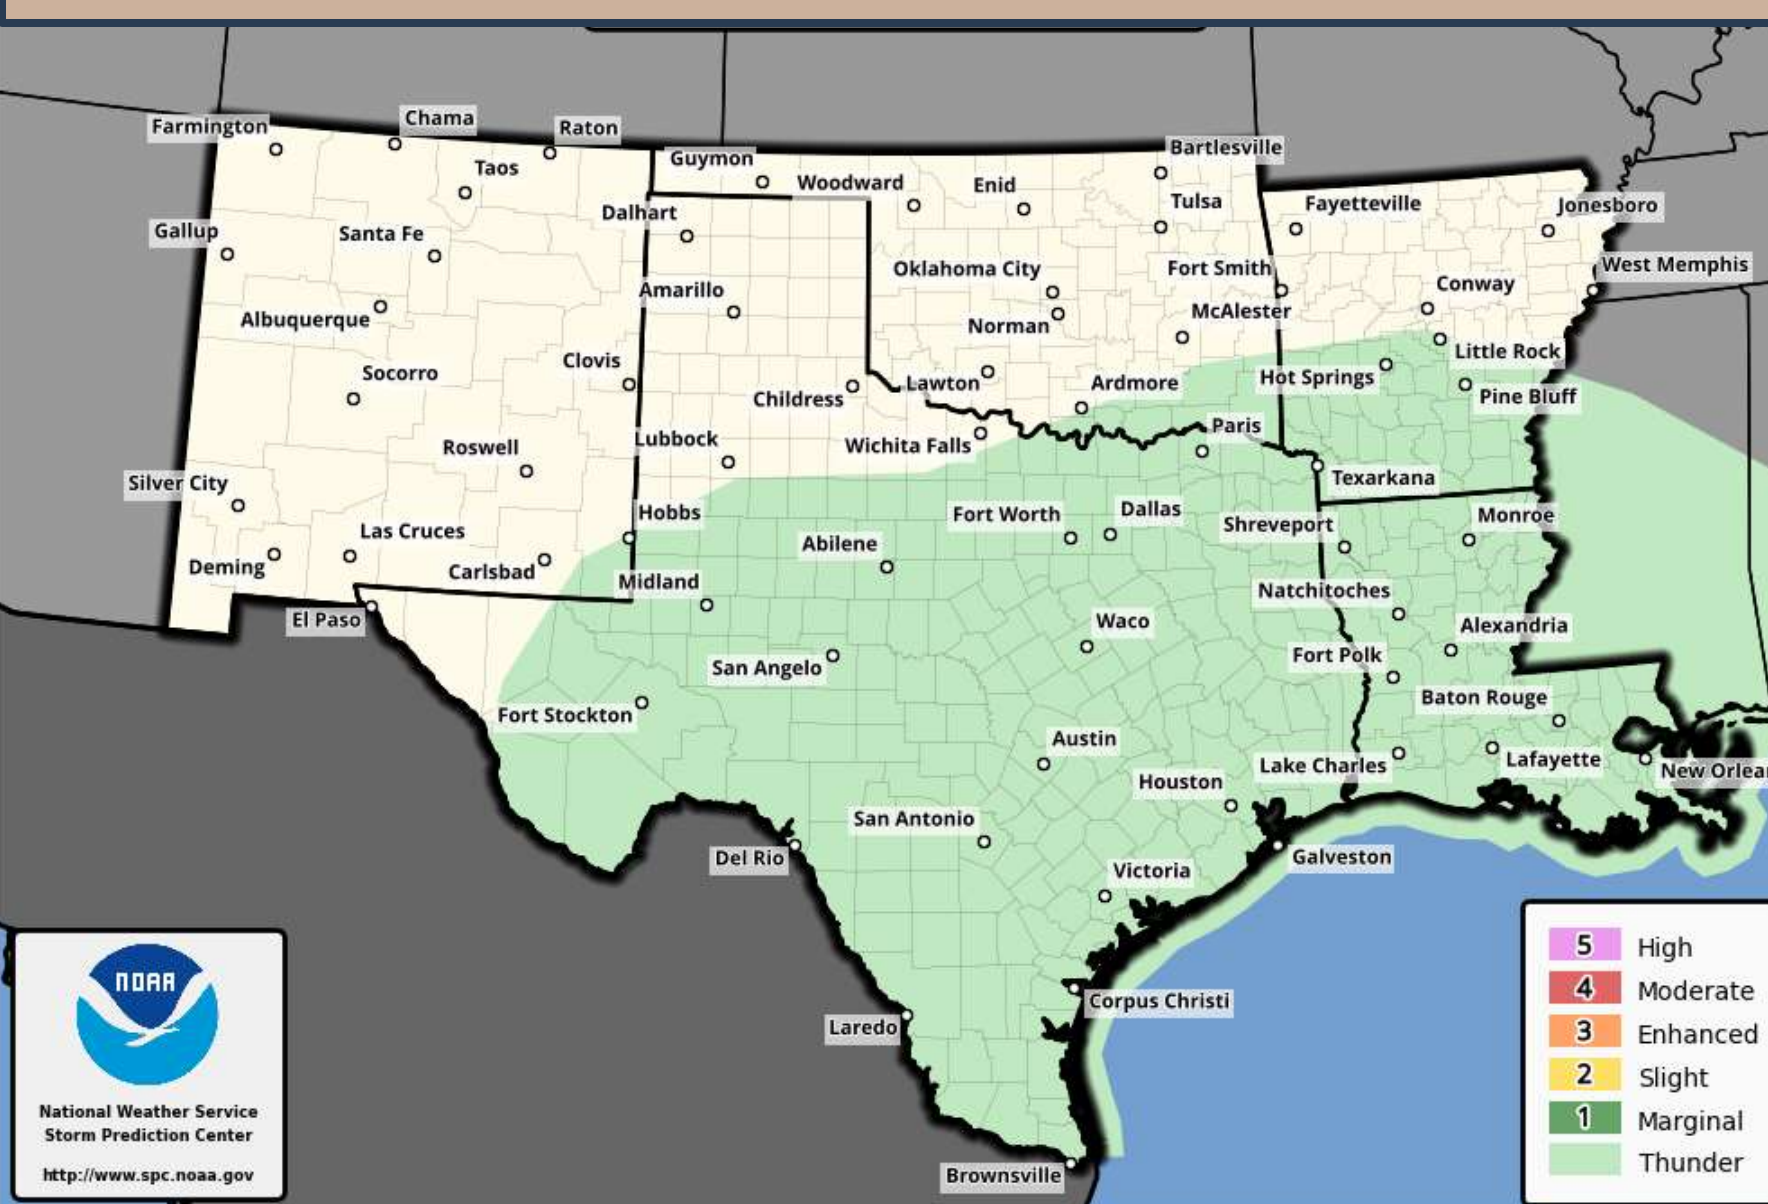 Farmington
Chama
Raton
Taos
Guymon
Woodward
Enid
Bartlesville
Tulsa
Fayetteville
Jonesboro
Gallup
Santa Fe
Dalhart
Oklahoma City
Fort Smith
West Memphis
Amarillo
Conway
Albuquerque
Norman
McAlester
Little Rock
Socorro
Clovis
Childress
Lawton
Ardmore
Hot Springs
Pine Bluff
Roswell
Lubbock
Wichita Falls
Paris
Texarkana
Silver City
Hobbs
Fort Worth
Dallas
Shreveport
Monroe
Las Cruces
Abilene
Deming
Carlsbad
Midland
Natchitoches
El Paso
Waco
Alexandria
San Angelo
Fort Polk
Fort Stockton
Baton Rouge
Austin
Houston
Lake Charles
Lafayette
New Orlea
San Antonio
Del Rio
Victoria
Galveston
Corpus Christi
Laredo
Brownsville
NOAA
National Weather Service
Storm Prediction Center
http://www.spc.noaa.gov
5 High
4 Moderate
3 Enhanced
2 Slight
1 Marginal
Thunder